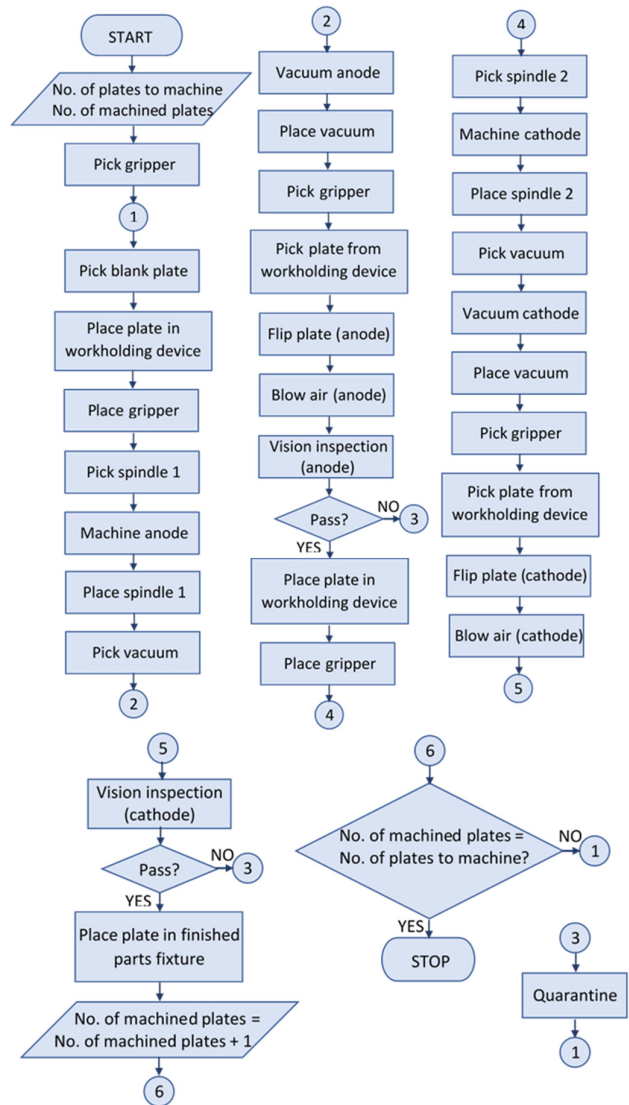 START
No. of plates to machine
No. of machined plates
Pick gripper
1
Pick blank plate
Place plate in
workholding device
Place gripper
Pick spindle 1
Machine anode
Place spindle 1
Pick vacuum
2
2
Vacuum anode
Place vacuum
Pick gripper
Pick plate from
workholding device
Flip plate (anode)
Blow air (anode)
Vision inspection
(anode)
Pass?
NO
3
YES
Place plate in
workholding device
Place gripper
4
4
Pick spindle 2
Machine cathode
Place spindle 2
Pick vacuum
Vacuum cathode
Place vacuum
Pick gripper
Pick plate from
workholding device
Flip plate (cathode)
Blow air (cathode)
5
5
Vision inspection
(cathode)
Pass?
NO
3
YES
Place plate in finished
parts fixture
No. of machined plates =
No. of machined plates + 1
6
6
No. of machined plates =
No. of plates to machine?
NO
1
YES
STOP
3
Quarantine
1